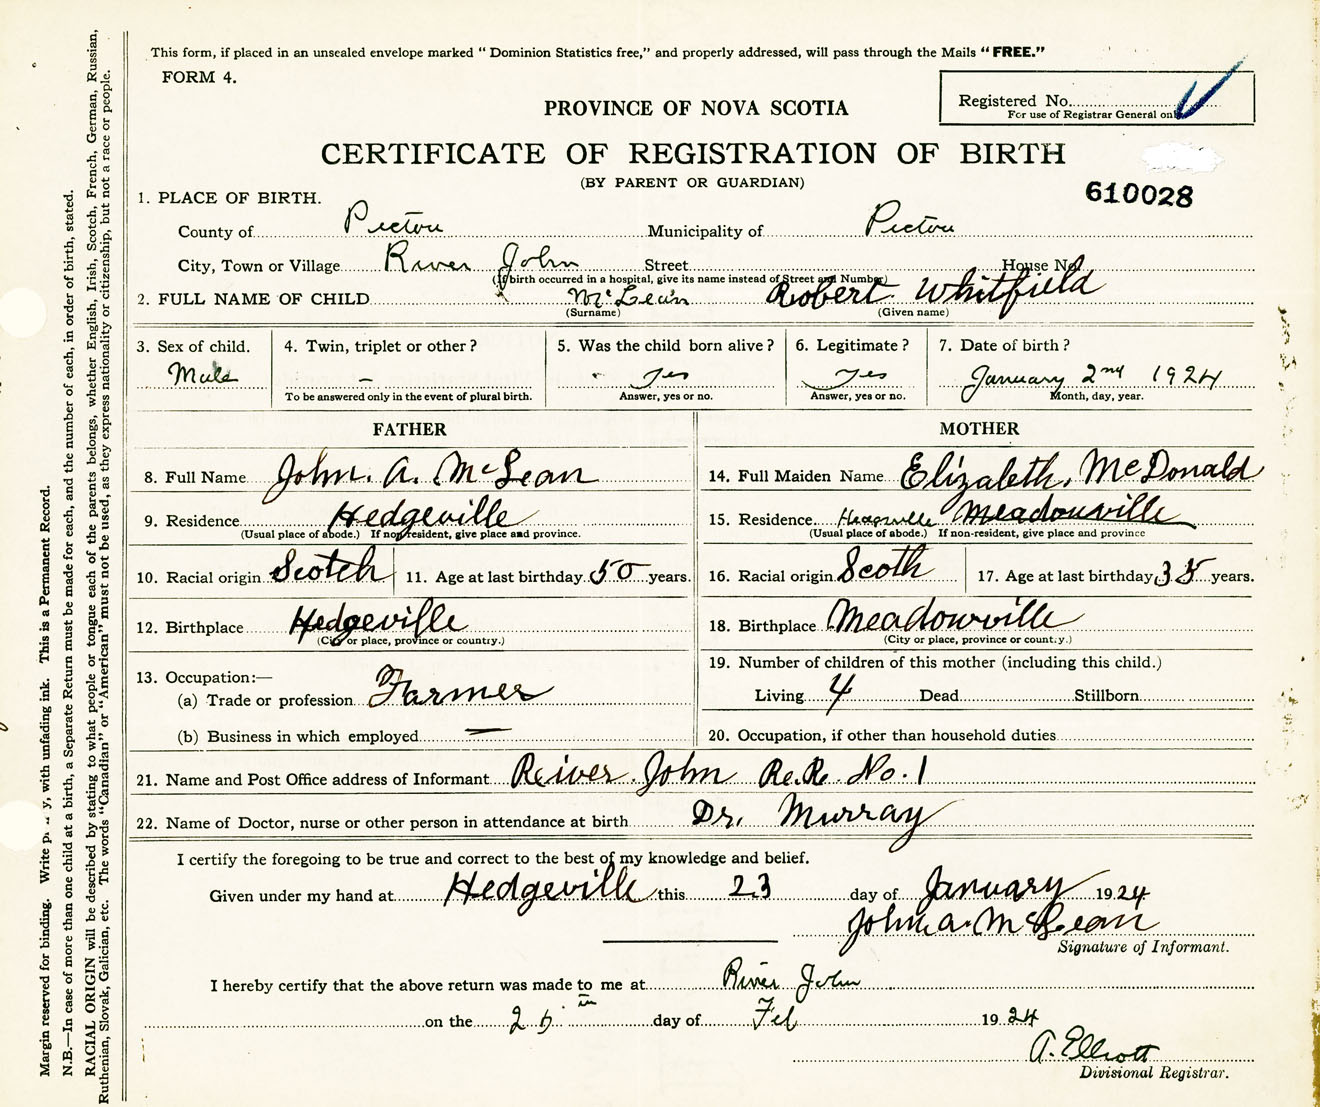 This form, if placed in an unsealed envelope marked “ Dominion Statistics free,” and properly addressed, will pass through the Mails “ FREE.”
FORM 4.
Registered No.
For use of Registrar General only
PROVINCE OF NOVA SCOTIA
CERTIFICATE OF REGISTRATION OF BIRTH
(BY PARENT OR GUARDIAN)
610028
1. PLACE OF BIRTH.
County of Pictou Municipality of Pictou
City, Town or Village River John Street House No.
(If birth occurred in a hospital, give its name instead of Street and Number)
2. FULL NAME OF CHILD McLean Robert Whitfield
(Surname) (Given name)
3. Sex of child. 4. Twin, triplet or other ? 5. Was the child born alive ? 6. Legitimate ? 7. Date of birth ?
Male – yes yes January 2nd 1924
To be answered only in the event of plural birth. Answer, yes or no. Answer, yes or no. Month, day, year.
FATHER MOTHER
8. Full Name John. A. McLean 14. Full Maiden Name Elizabeth. McDonald
9. Residence Hedgeville 15. Residence. Hedgeville Meadowville
(Usual place of abode.) If non-resident, give place and province. (Usual place of abode.) If non-resident, give place and province
10. Racial origin Scotch 11. Age at last birthday 50 years. 16. Racial origin Scoth 17. Age at last birthday 35 years.
12. Birthplace Hedgeville 18. Birthplace Meadowville
(City or place, province or country.) (City or place, province or count.y.)
13. Occupation:— 19. Number of children of this mother (including this child.)
(a) Trade or profession Farmer Living 4 Dead Stillborn
(b) Business in which employed — 20. Occupation, if other than household duties
21. Name and Post Office address of Informant River John R.R. No. 1
22. Name of Doctor, nurse or other person in attendance at birth Dr. Murray
I certify the foregoing to be true and correct to the best of my knowledge and belief.
Given under my hand at Hedgeville this 23 day of January 1924
John A. McLean
Signature of Informant.
I hereby certify that the above return was made to me at River John
on the day of Feb 1924
A. Elliott
Divisional Registrar.
Margin reserved for binding. Write with unfading ink. This is a Permanent Record.
N.B.—In case of more than one child at a birth, a Separate Return must be made for each, and the number of each, in order of birth, stated.
RACIAL ORIGIN will be described by stating to what people or tongue each of the parents belongs, whether English, Irish, Scotch, French, German, Russian,
Ruthenian, Slovak, Galician, etc. The words “Canadian” or “American” must not be used, as they express nationality or citizenship, but not a race or people.